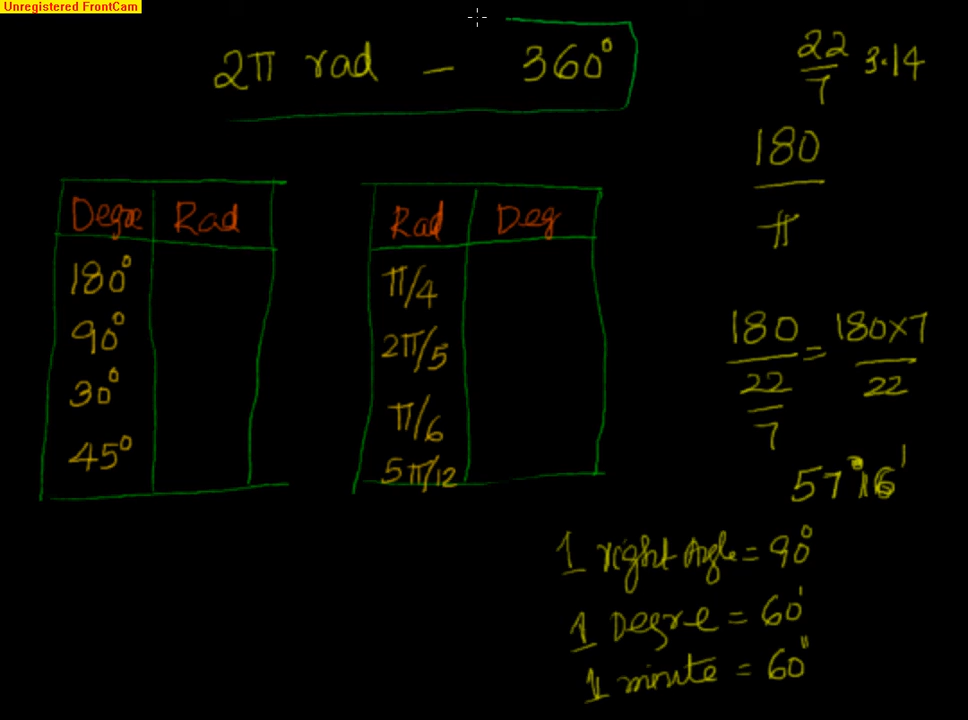 Unregistered FrontCam
2π rad - 360°
22/7 3.14
180/π
Degre Rad
180°
90°
30°
45°
Rad Deg
π/4
2π/5
π/6
5π/12
180/(22/7) = 180×7/22
57°16'
1 right Angle = 90°
1 Degree = 60'
1 minute = 60"